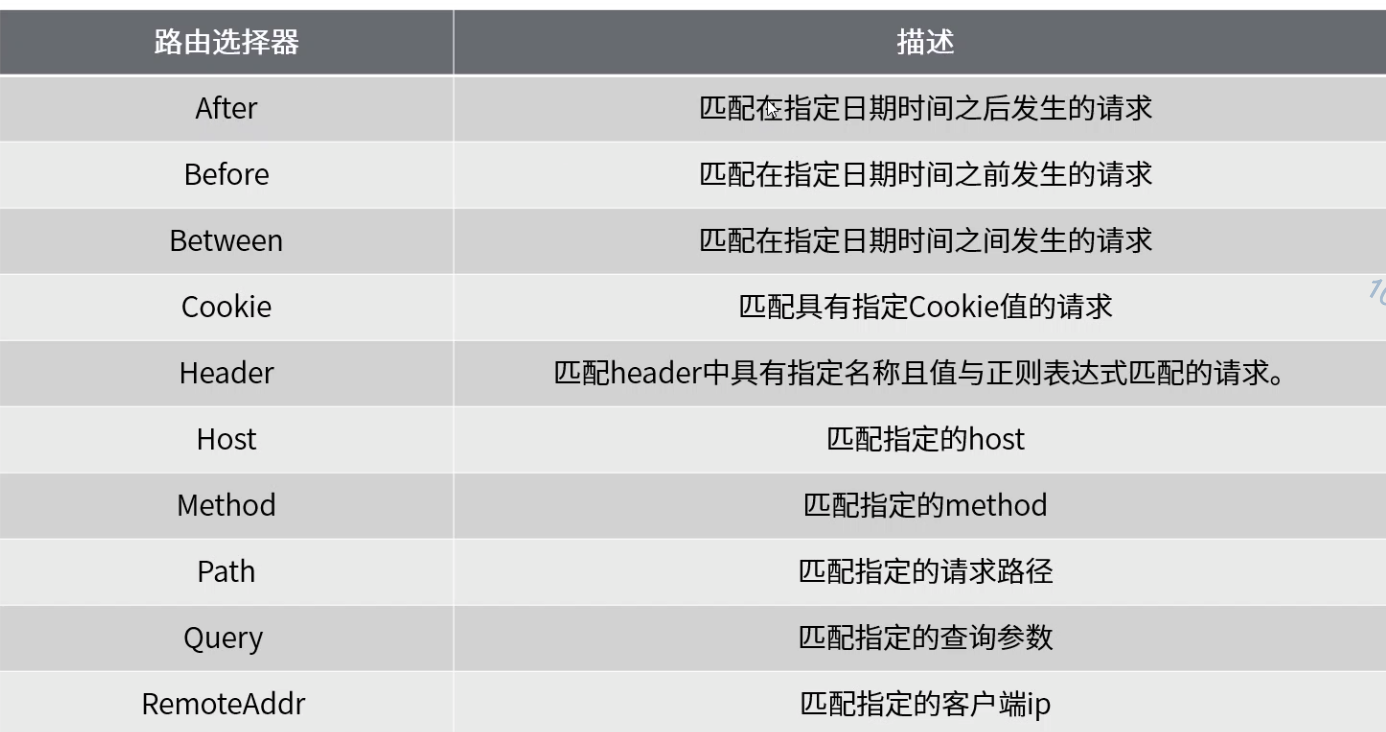 路由选择器 描述
After 匹配在指定日期时间之后发生的请求
Before 匹配在指定日期时间之前发生的请求
Between 匹配在指定日期时间之间发生的请求
Cookie 匹配具有指定Cookie值的请求
Header 匹配header中具有指定名称且值与正则表达式匹配的请求。
Host 匹配指定的host
Method 匹配指定的method
Path 匹配指定的请求路径
Query 匹配指定的查询参数
RemoteAddr 匹配指定的客户端ip